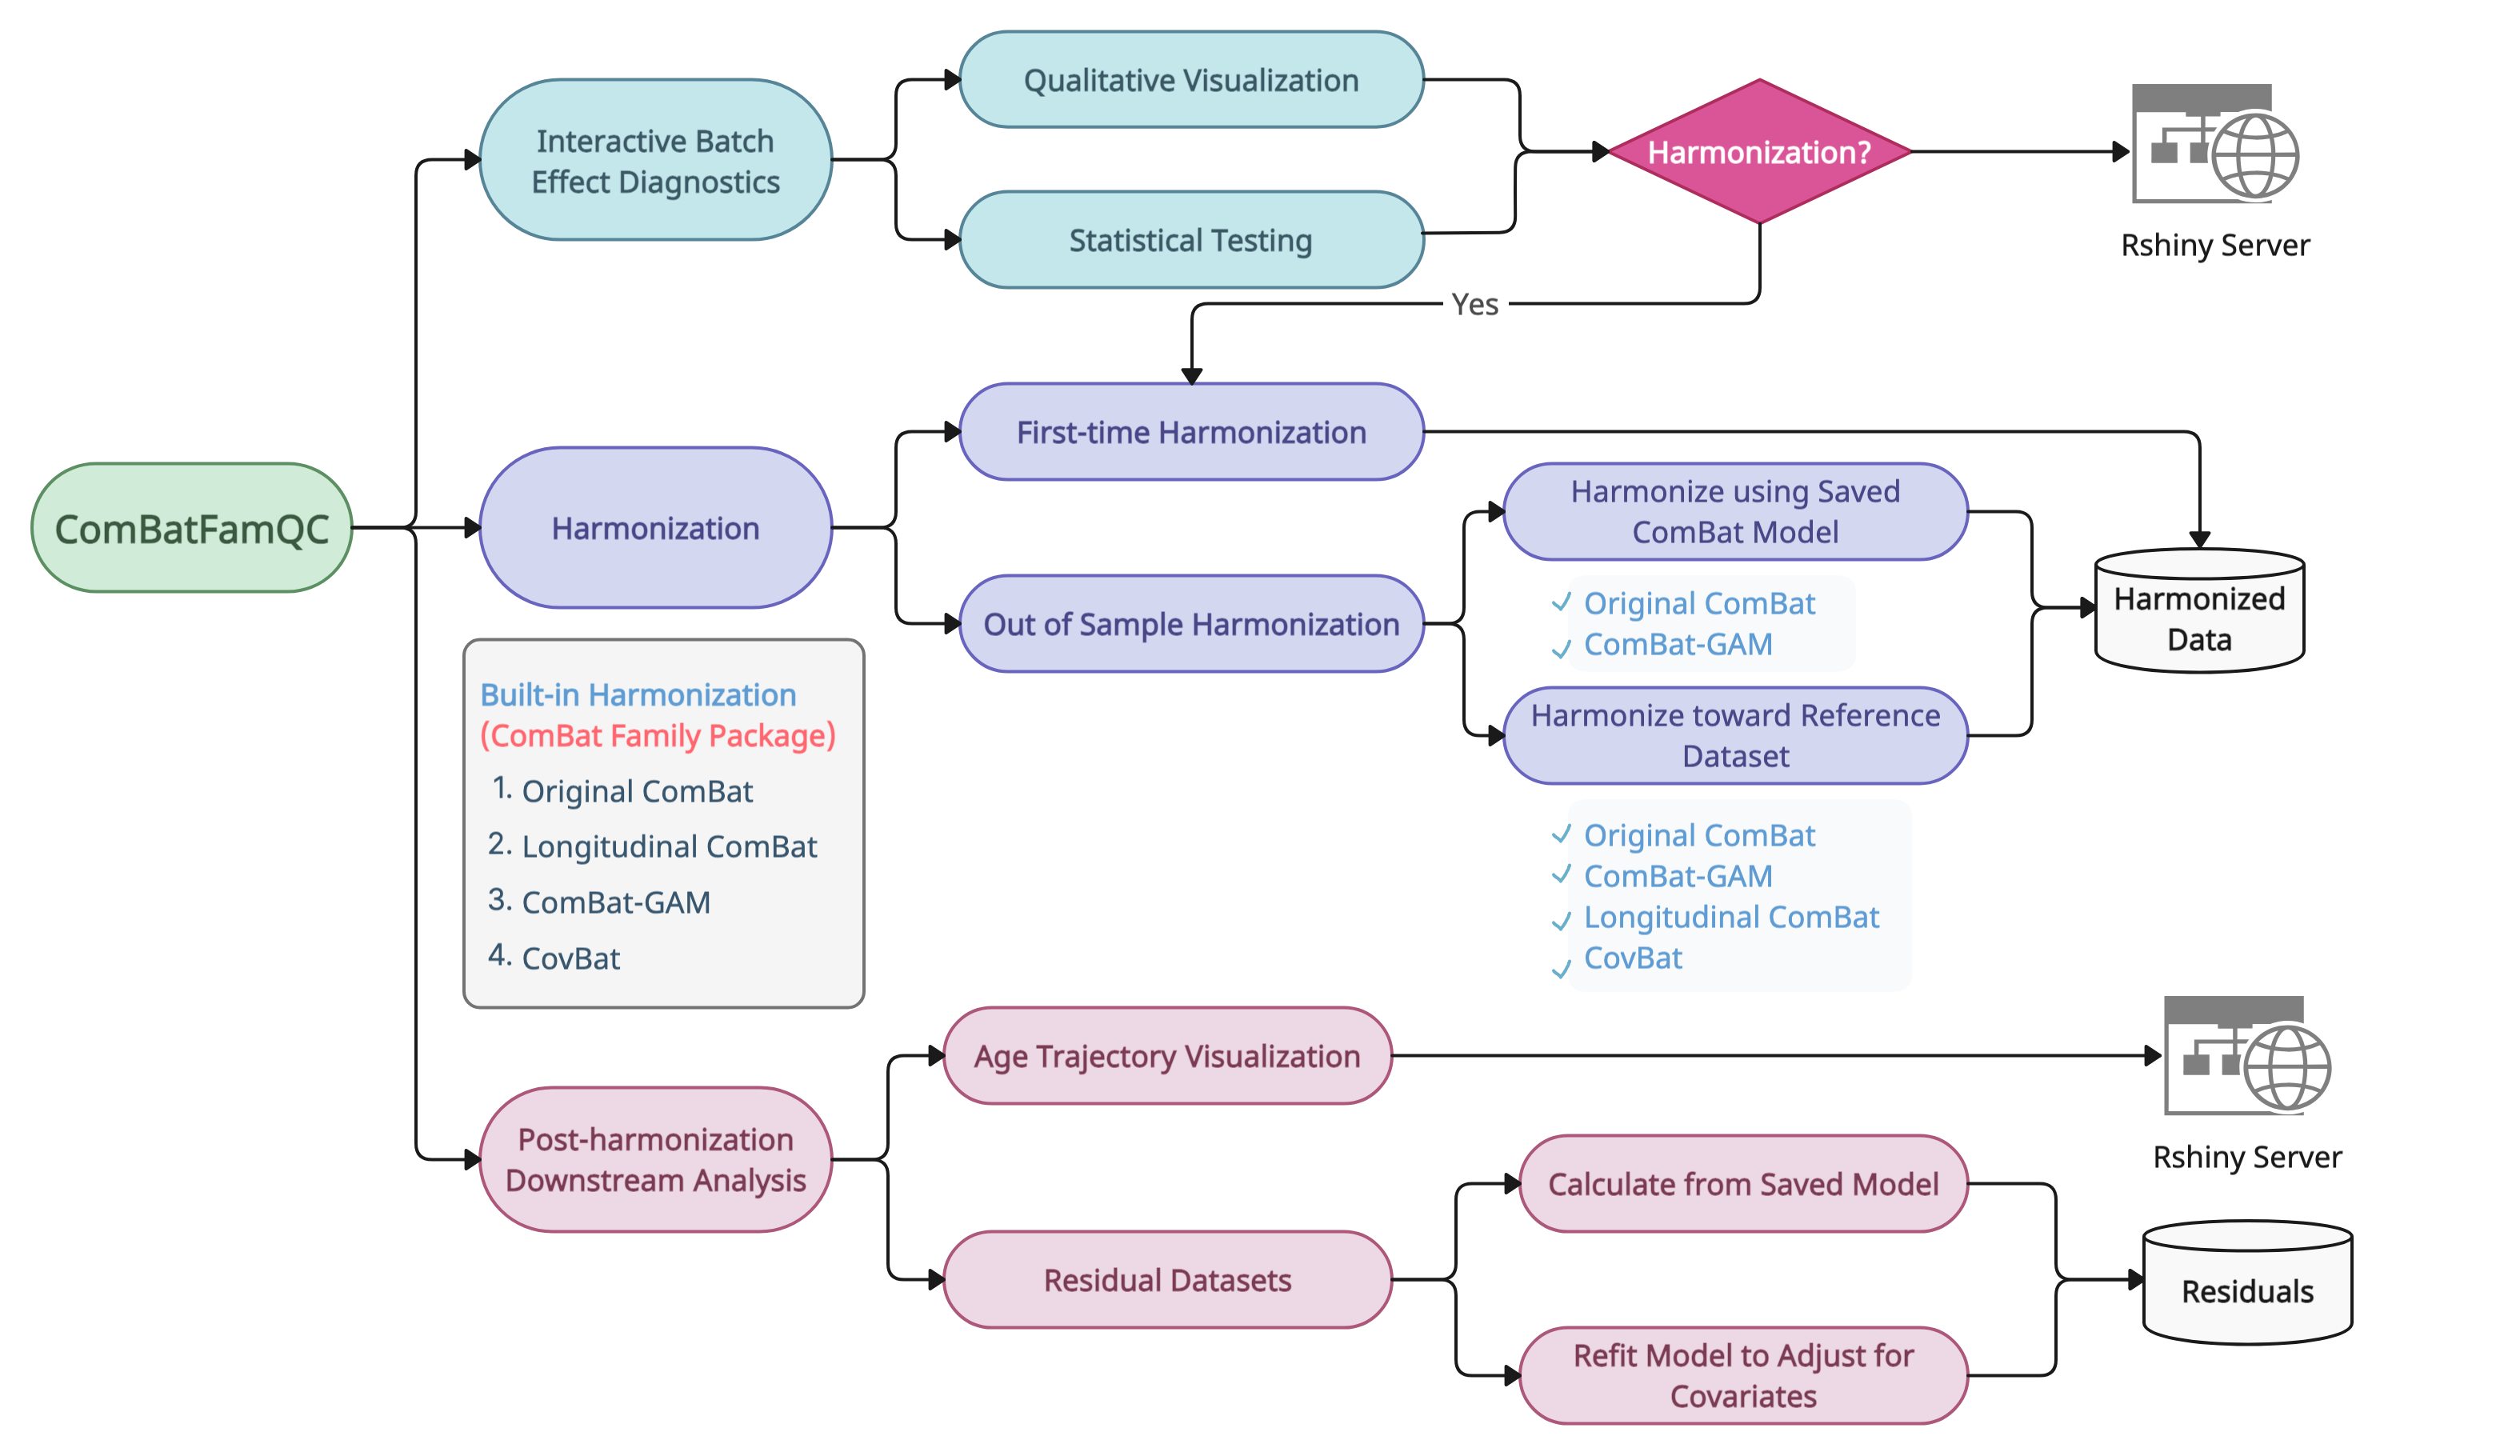 Qualitative Visualization
Interactive Batch
Effect Diagnostics
Harmonization?
Statistical Testing
Rshiny Server
Yes
First-time Harmonization
ComBatFamQC
Harmonization
Harmonize using Saved
ComBat Model
Out of Sample Harmonization
Original ComBat
ComBat-GAM
Harmonized
Data
Harmonize toward Reference
Dataset
Original ComBat
ComBat-GAM
Longitudinal ComBat
CovBat
Built-in Harmonization
(ComBat Family Package)
1. Original ComBat
2. Longitudinal ComBat
3. ComBat-GAM
4. CovBat
Age Trajectory Visualization
Rshiny Server
Post-harmonization
Downstream Analysis
Calculate from Saved Model
Residual Datasets
Residuals
Refit Model to Adjust for
Covariates